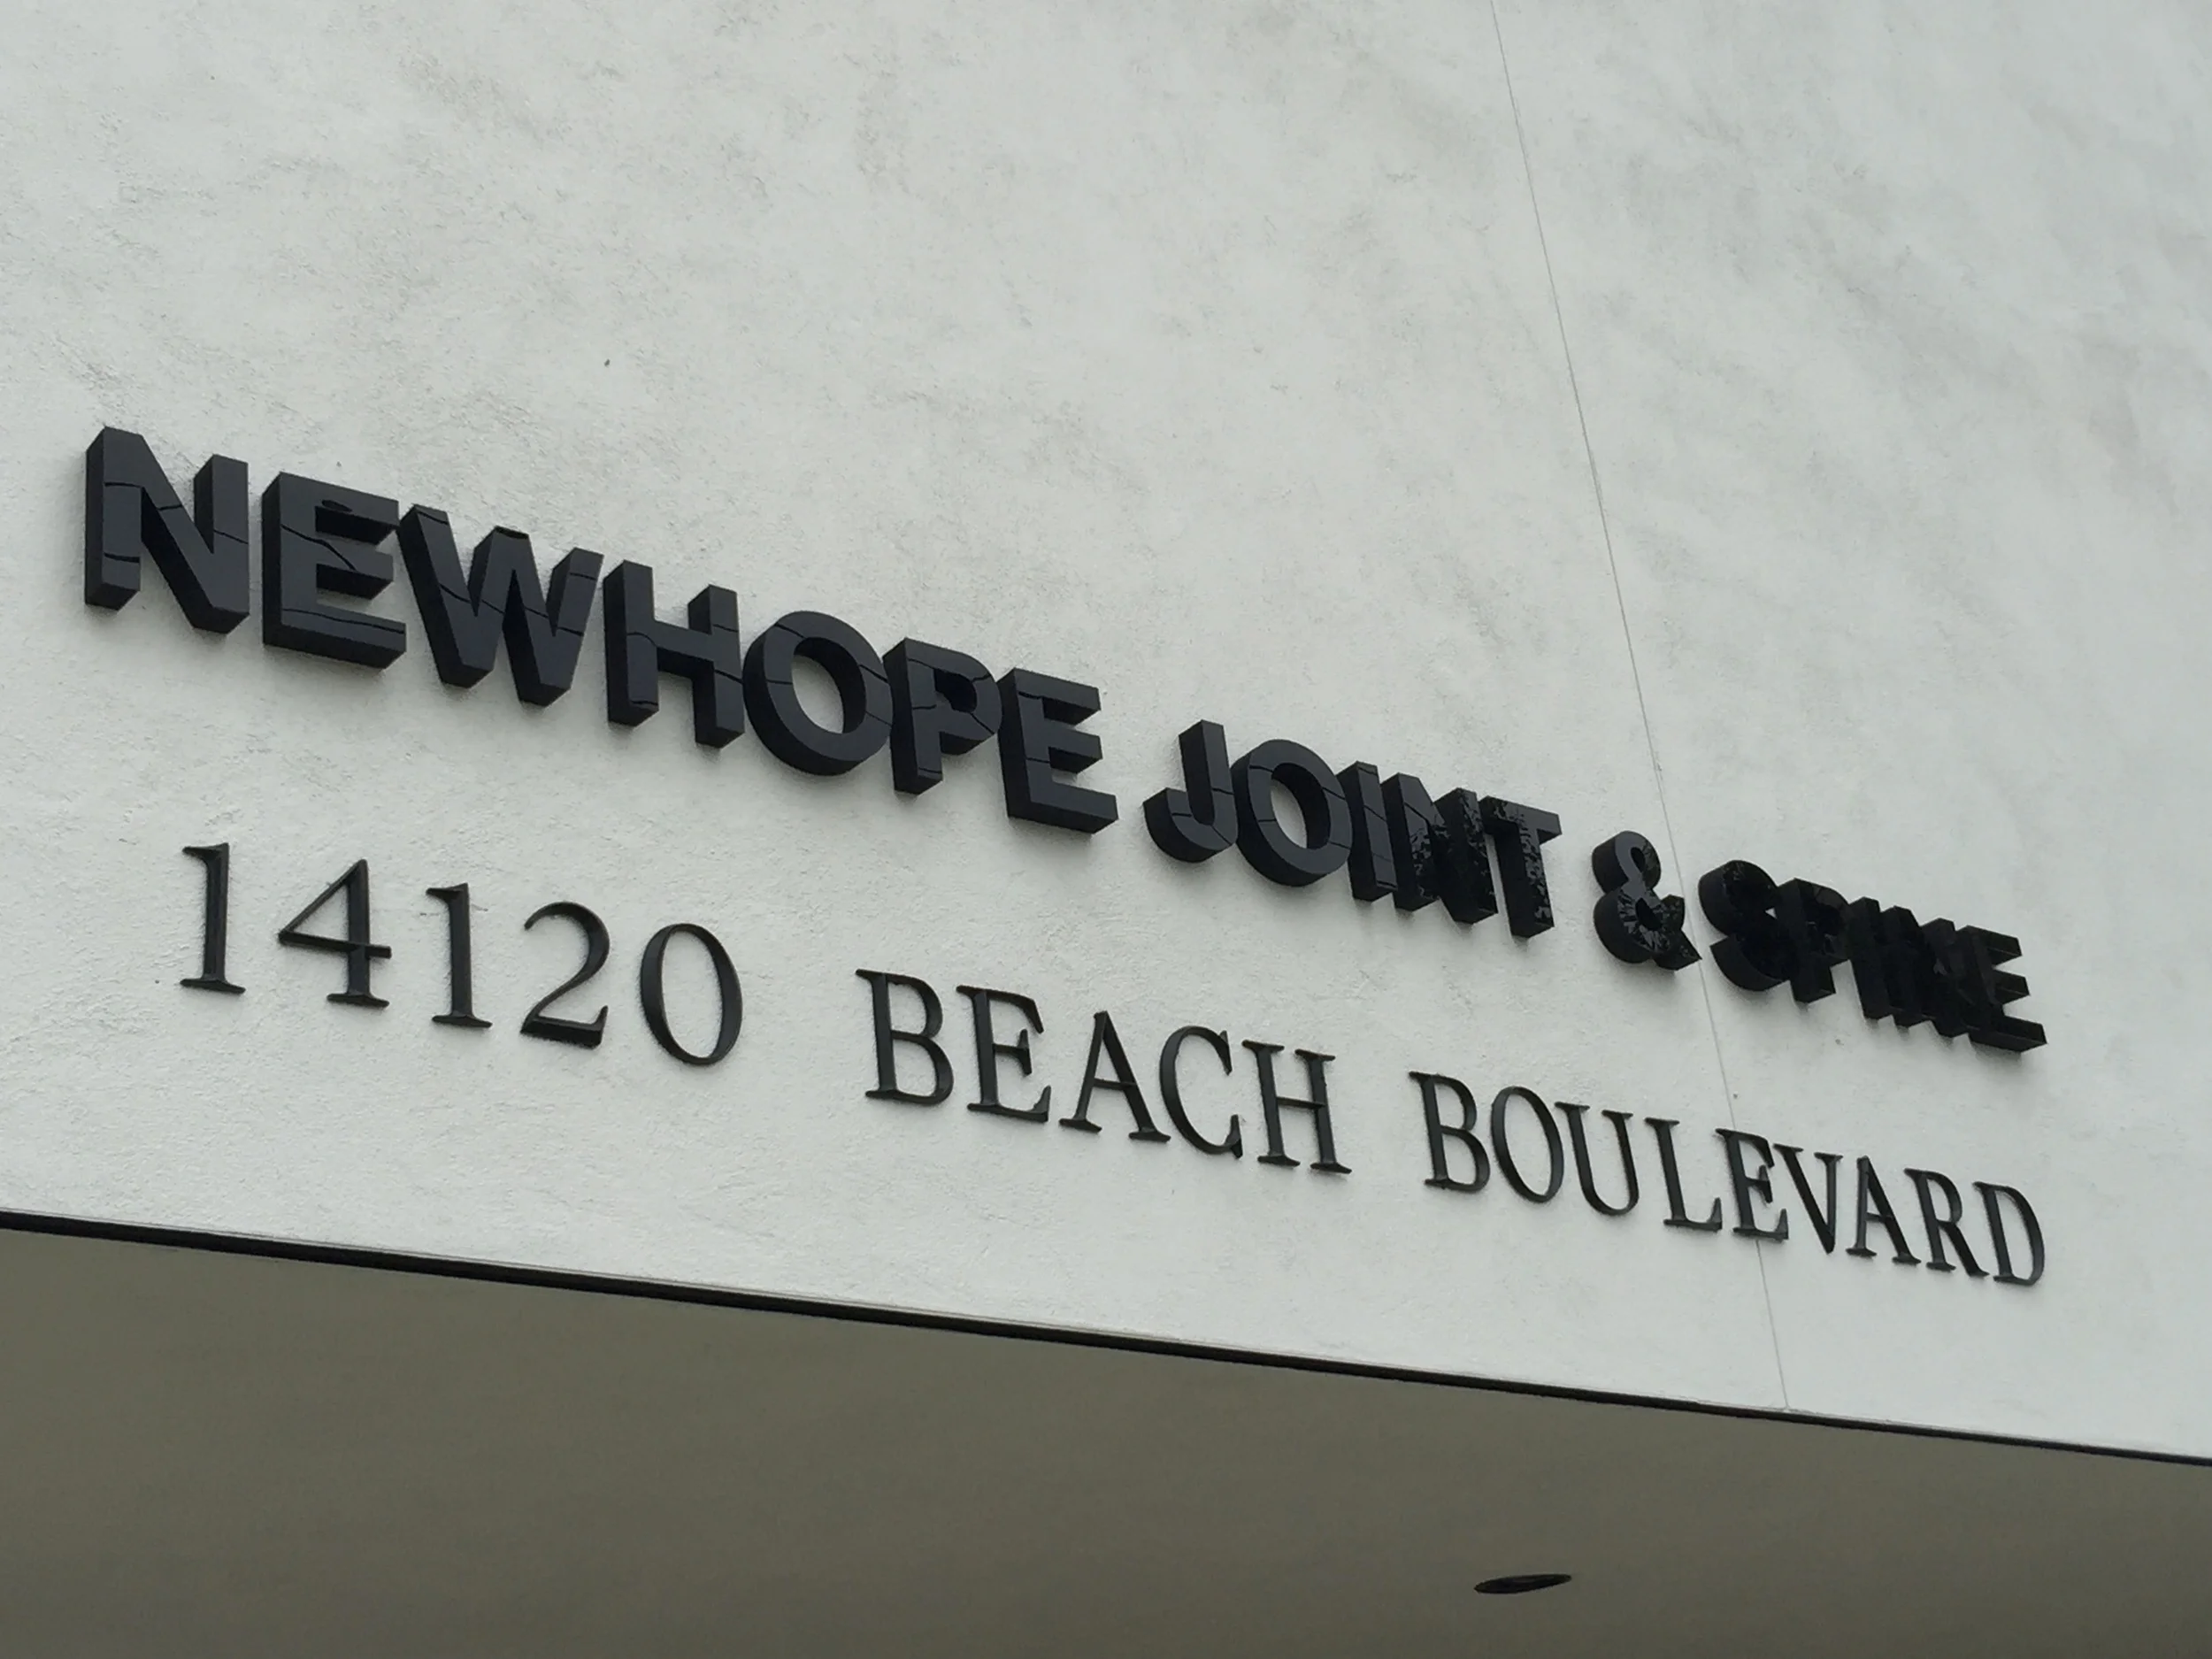 NEWHOPE JOINT & SPINE
14120 BEACH BOULEVARD